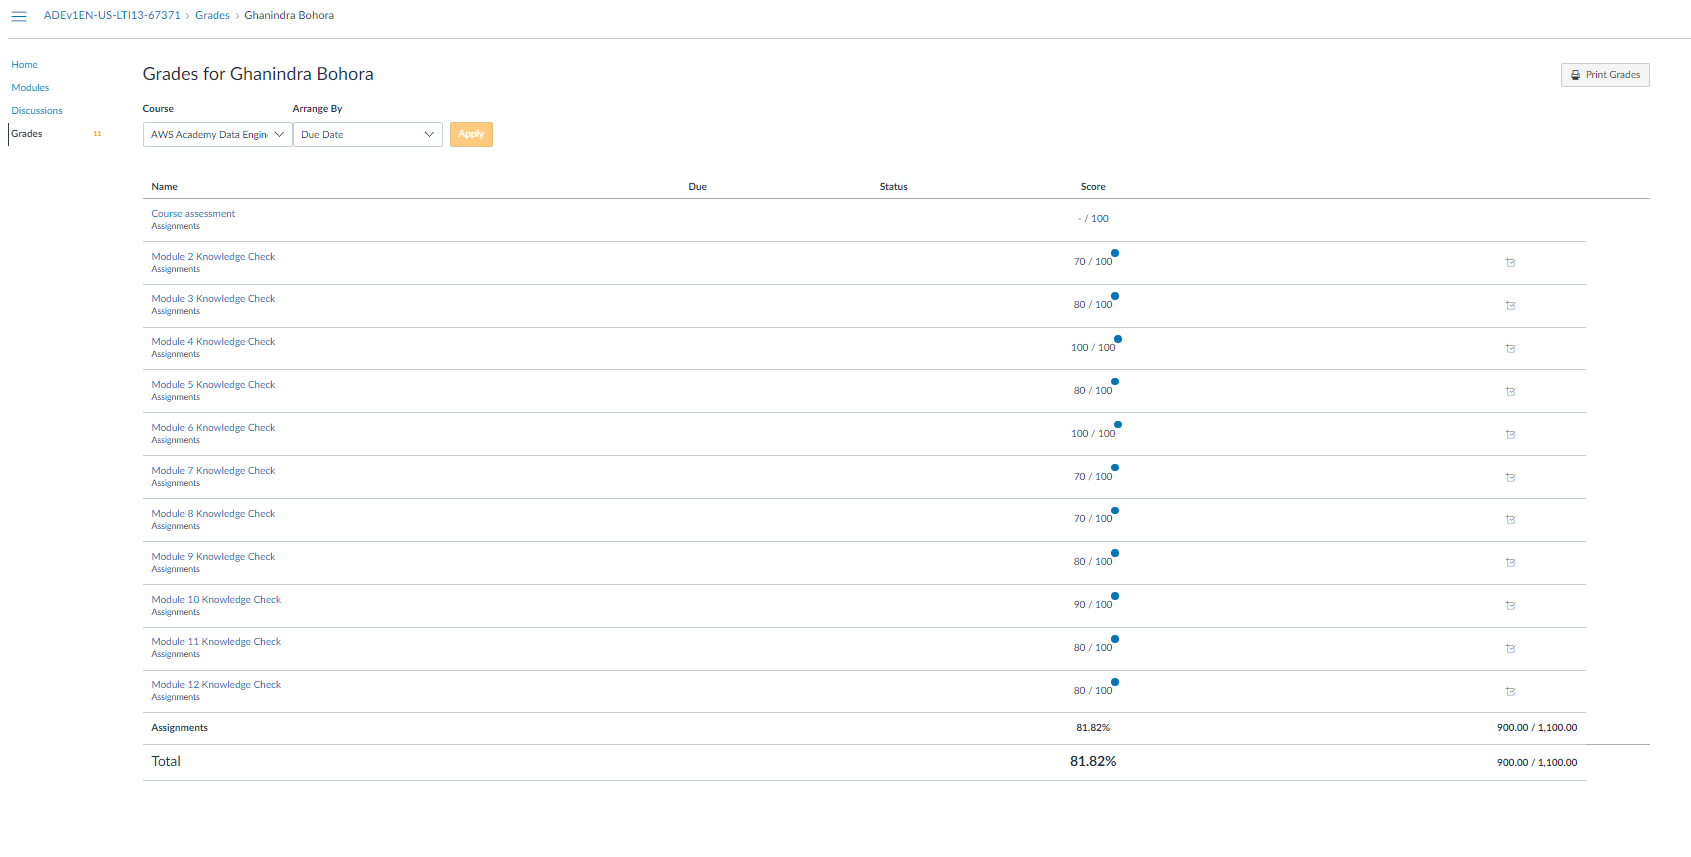 ADEv1EN-US-LTI13-67371 › Grades › Ghanindra Bohora
Home
Modules
Discussions
Grades 11
Grades for Ghanindra Bohora
Print Grades
Course Arrange By
AWS Academy Data Engin Due Date Apply
Name Due Status Score
Course assessment
Assignments
- / 100
Module 2 Knowledge Check
Assignments
70 / 100
Module 3 Knowledge Check
Assignments
80 / 100
Module 4 Knowledge Check
Assignments
100 / 100
Module 5 Knowledge Check
Assignments
80 / 100
Module 6 Knowledge Check
Assignments
100 / 100
Module 7 Knowledge Check
Assignments
70 / 100
Module 8 Knowledge Check
Assignments
70 / 100
Module 9 Knowledge Check
Assignments
80 / 100
Module 10 Knowledge Check
Assignments
90 / 100
Module 11 Knowledge Check
Assignments
80 / 100
Module 12 Knowledge Check
Assignments
80 / 100
Assignments 81.82% 900.00 / 1,100.00
Total 81.82% 900.00 / 1,100.00